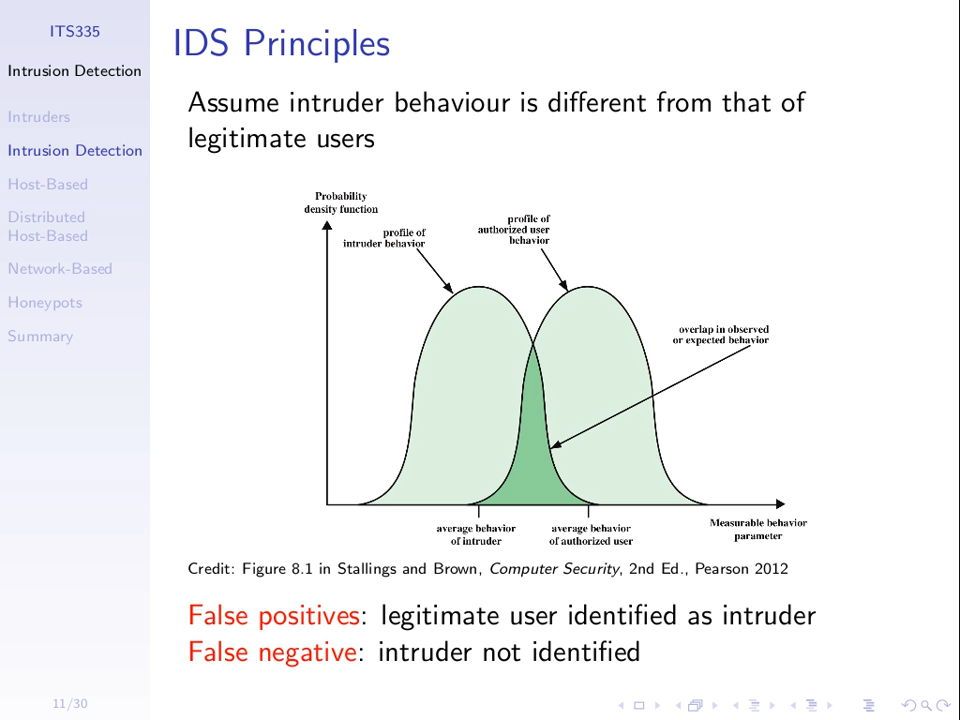 ITS335
Intrusion Detection
Intruders
Intrusion Detection
Host-Based
Distributed
Host-Based
Network-Based
Honeypots
Summary
11/30
IDS Principles
Assume intruder behaviour is different from that of
legitimate users
Probability
density function
profile of
intruder behavior
profile of
authorized user
behavior
overlap in observed
or expected behavior
average behavior
of intruder
average behavior
of authorized user
Measurable behavior
parameter
Credit: Figure 8.1 in Stallings and Brown, Computer Security, 2nd Ed., Pearson 2012
False positives: legitimate user identified as intruder
False negative: intruder not identified